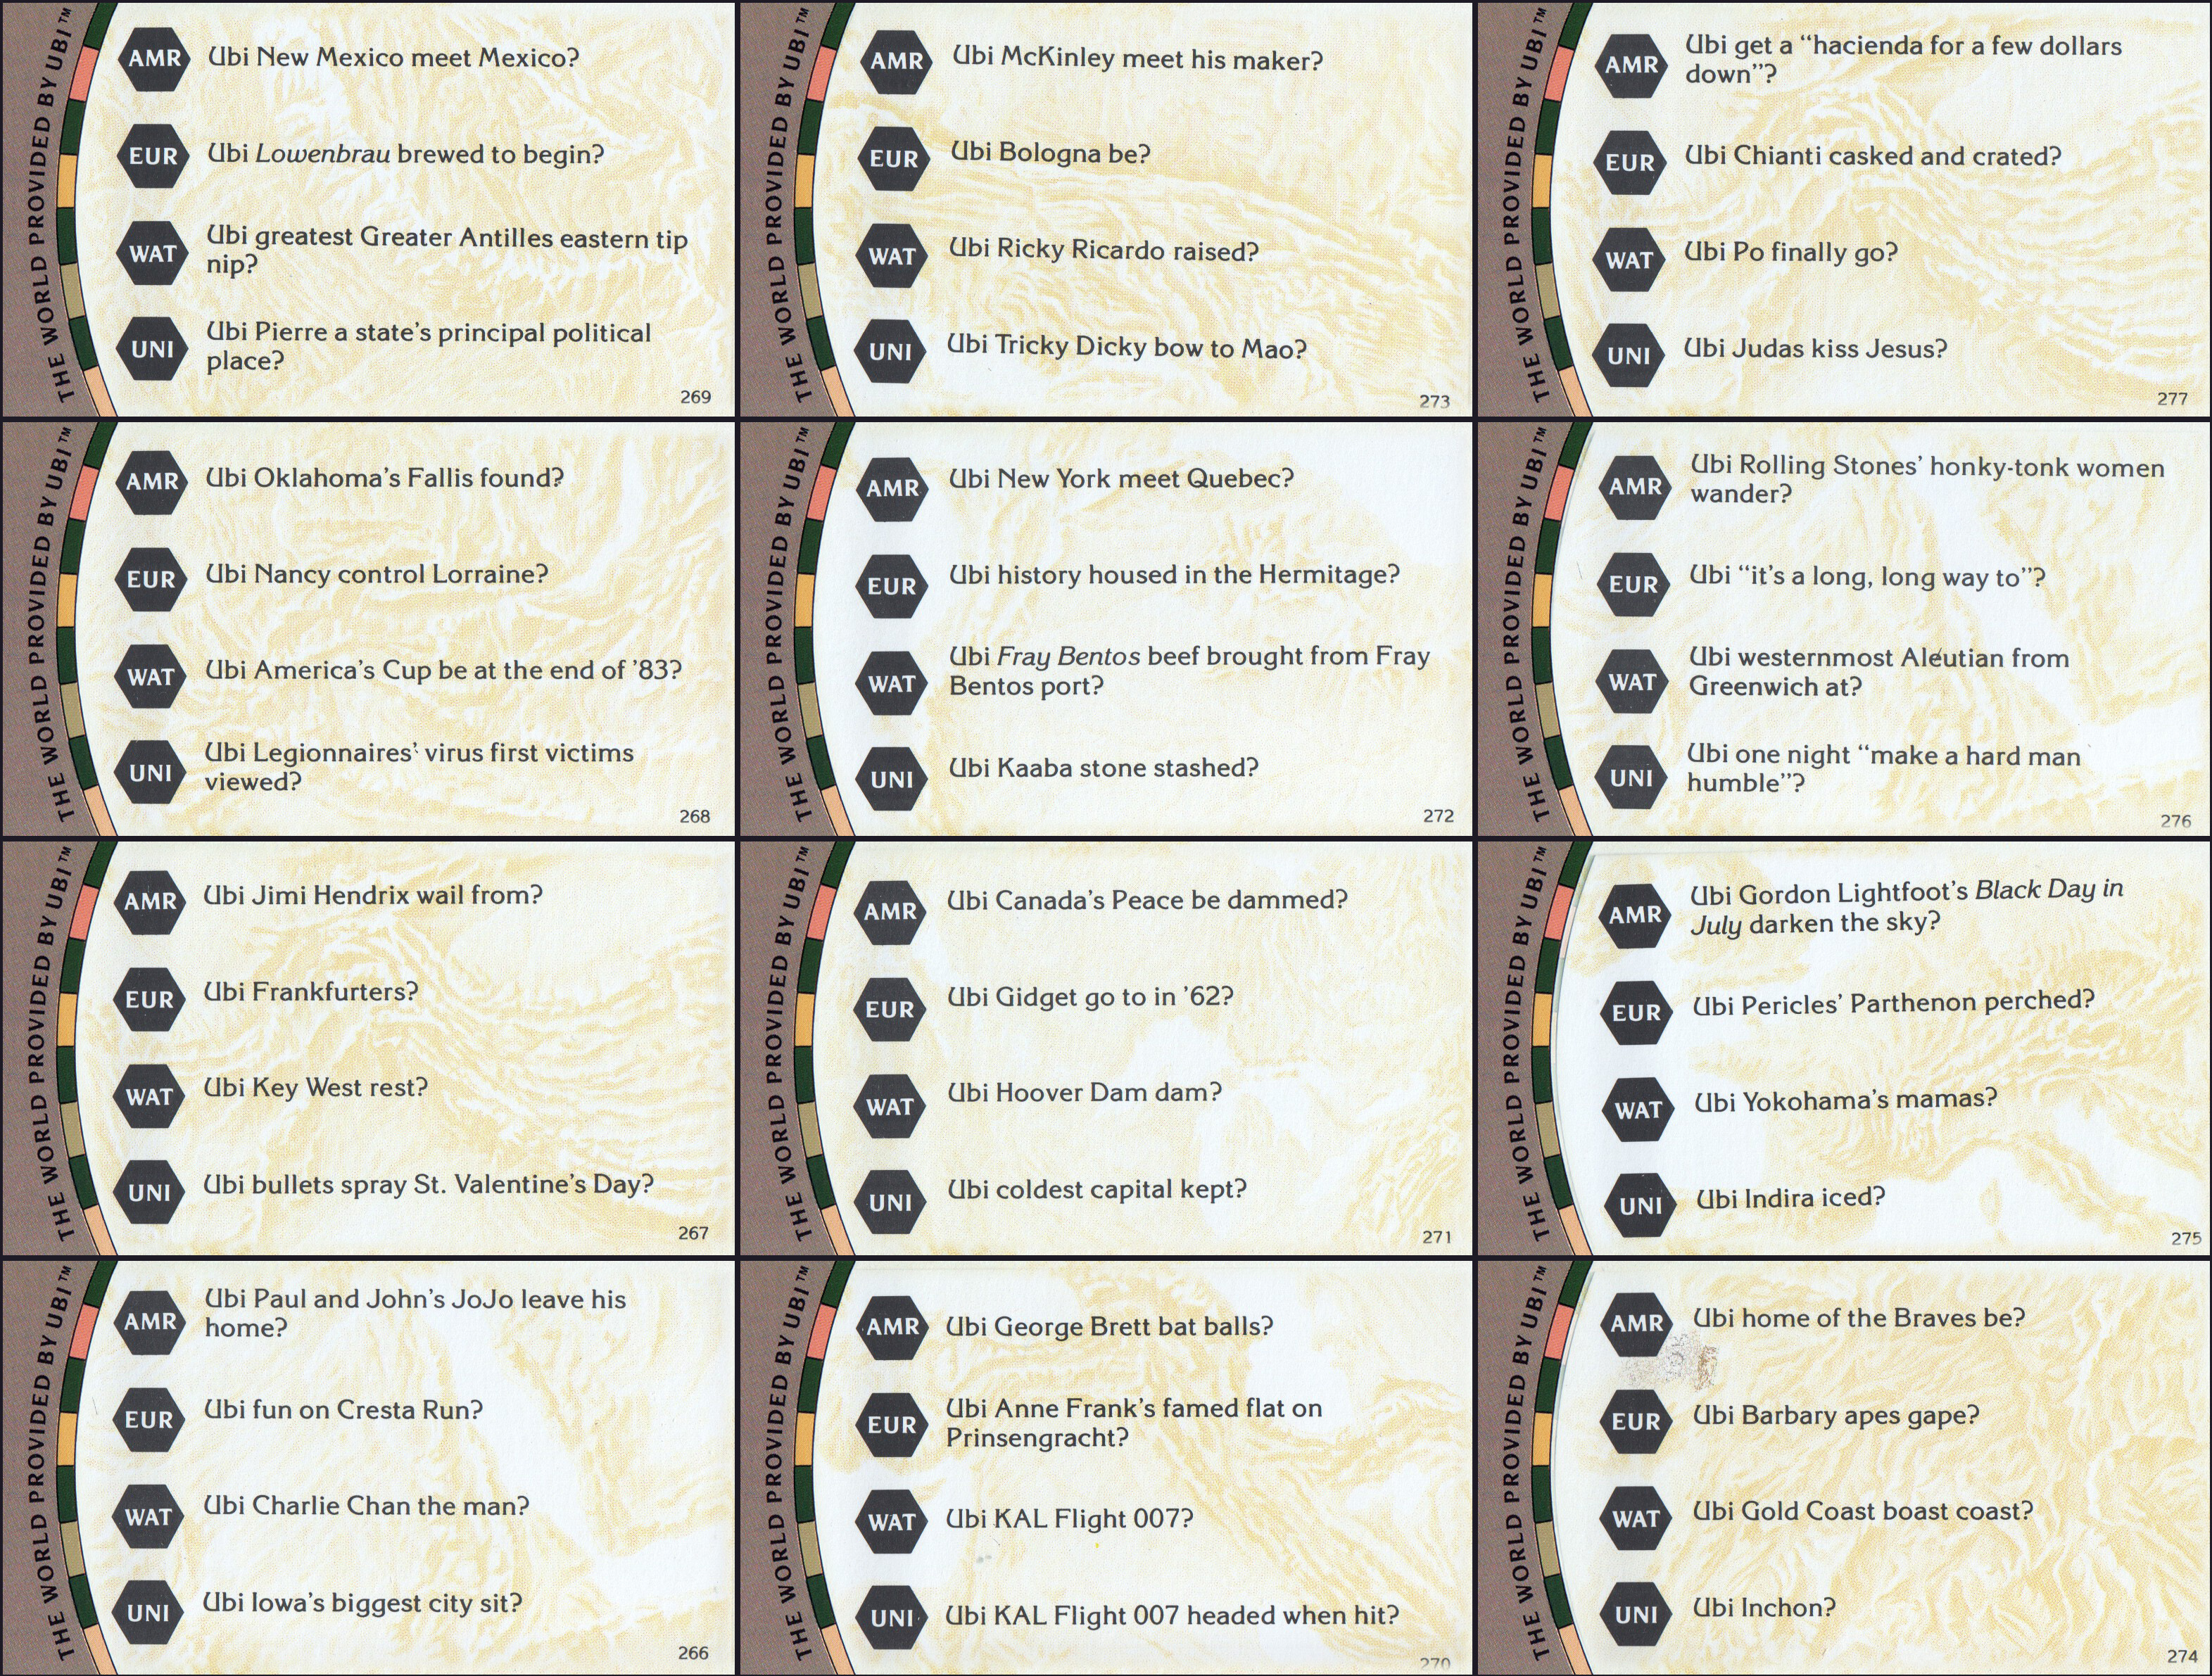 THE WORLD PROVIDED BY UBI™
AMR Ubi New Mexico meet Mexico?
EUR Ubi Lowenbrau brewed to begin?
WAT Ubi greatest Greater Antilles eastern tip
nip?
UNI Ubi Pierre a state's principal political
place?
269
THE WORLD PROVIDED BY UBI™
AMR Ubi McKinley meet his maker?
EUR Ubi Bologna be?
WAT Ubi Ricky Ricardo raised?
UNI Ubi Tricky Dicky bow to Mao?
273
THE WORLD PROVIDED BY UBI™
AMR Ubi get a “hacienda for a few dollars
down”?
EUR Ubi Chianti casked and crated?
WAT Ubi Po finally go?
UNI Ubi Judas kiss Jesus?
277
THE WORLD PROVIDED BY UBI™
AMR Ubi Oklahoma's Fallis found?
EUR Ubi Nancy control Lorraine?
WAT Ubi America's Cup be at the end of '83?
UNI Ubi Legionnaires' virus first victims
viewed?
268
THE WORLD PROVIDED BY UBI™
AMR Ubi New York meet Quebec?
EUR Ubi history housed in the Hermitage?
WAT Ubi Fray Bentos beef brought from Fray
Bentos port?
UNI Ubi Kaaba stone stashed?
272
THE WORLD PROVIDED BY UBI™
AMR Ubi Rolling Stones' honky-tonk women
wander?
EUR Ubi “it's a long, long way to”?
WAT Ubi westernmost Aleutian from
Greenwich at?
UNI Ubi one night “make a hard man
humble”?
276
THE WORLD PROVIDED BY UBI™
AMR Ubi Jimi Hendrix wail from?
EUR Ubi Frankfurters?
WAT Ubi Key West rest?
UNI Ubi bullets spray St. Valentine's Day?
267
THE WORLD PROVIDED BY UBI™
AMR Ubi Canada's Peace be dammed?
EUR Ubi Gidget go to in '62?
WAT Ubi Hoover Dam dam?
UNI Ubi coldest capital kept?
271
THE WORLD PROVIDED BY UBI™
AMR Ubi Gordon Lightfoot's Black Day in
July darken the sky?
EUR Ubi Pericles' Parthenon perched?
WAT Ubi Yokohama's mamas?
UNI Ubi Indira iced?
275
THE WORLD PROVIDED BY UBI™
AMR Ubi Paul and John's JoJo leave his
home?
EUR Ubi fun on Cresta Run?
WAT Ubi Charlie Chan the man?
UNI Ubi Iowa's biggest city sit?
266
THE WORLD PROVIDED BY UBI™
AMR Ubi George Brett bat balls?
EUR Ubi Anne Frank's famed flat on
Prinsengracht?
WAT Ubi KAL Flight 007?
UNI Ubi KAL Flight 007 headed when hit?
270
THE WORLD PROVIDED BY UBI™
AMR Ubi home of the Braves be?
EUR Ubi Barbary apes gape?
WAT Ubi Gold Coast boast coast?
UNI Ubi Inchon?
274